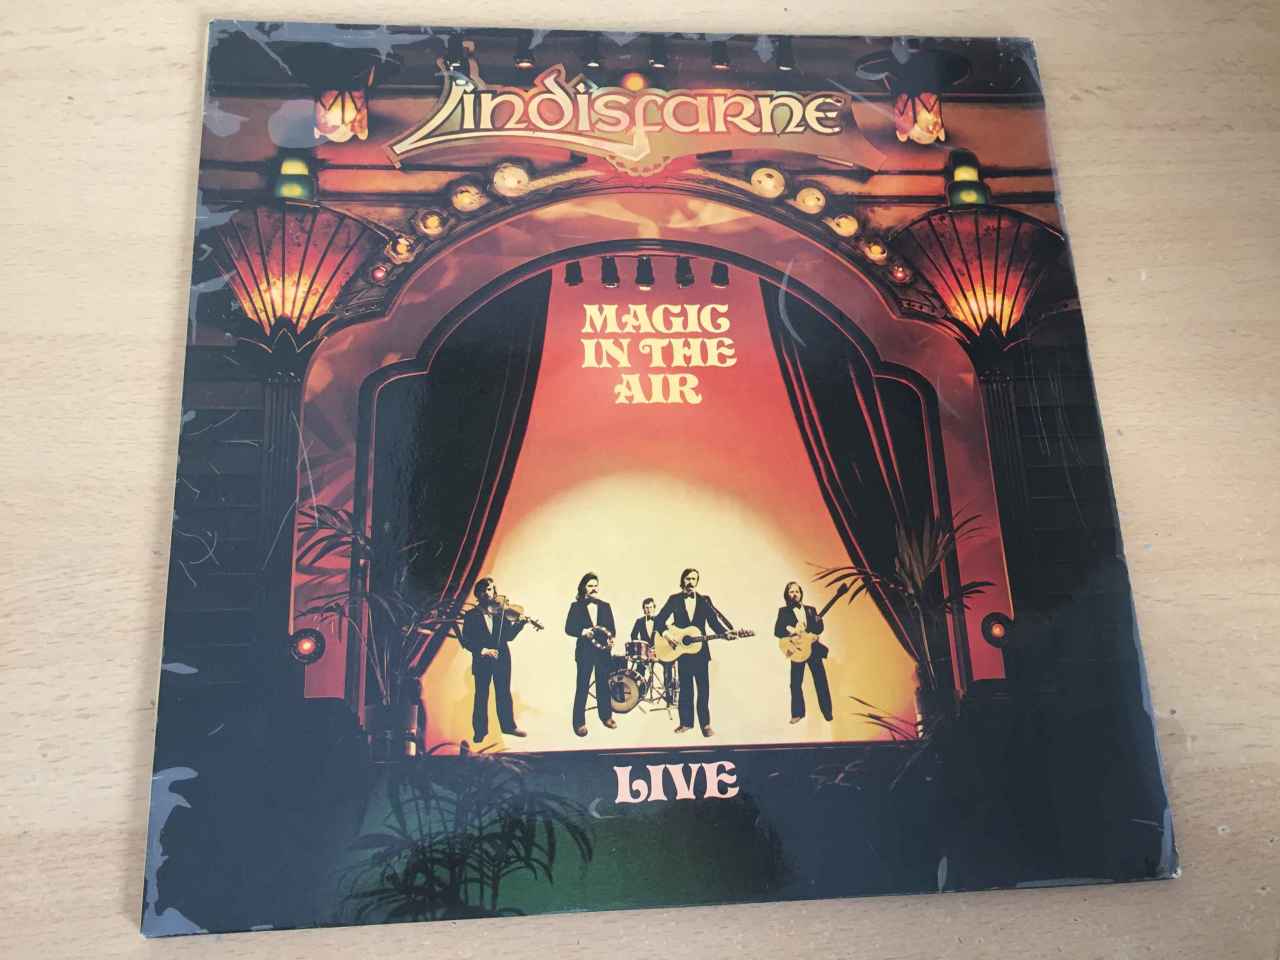 Lindisfarne
MAGIC
IN THE
AIR
LIVE